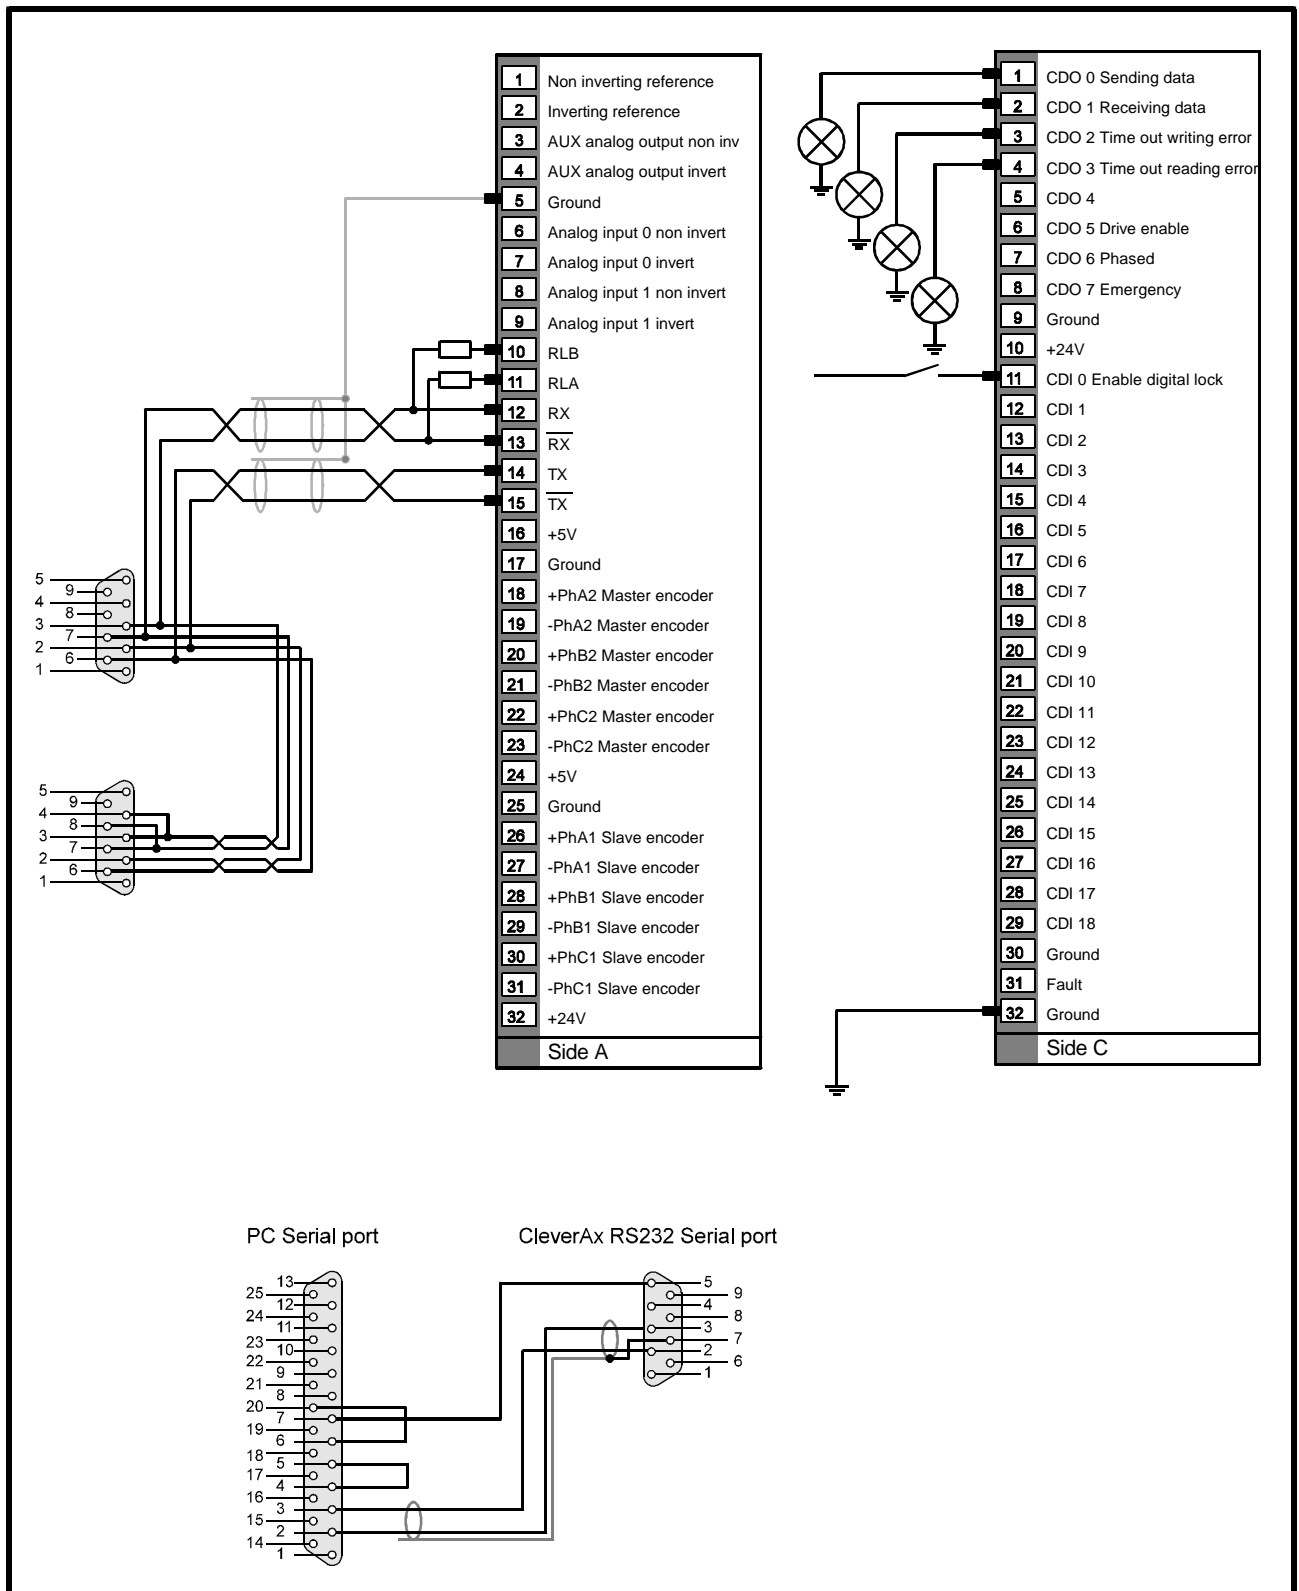 1 Non inverting reference
2 Inverting reference
3 AUX analog output non inv
4 AUX analog output invert
5 Ground
6 Analog input 0 non invert
7 Analog input 0 invert
8 Analog input 1 non invert
9 Analog input 1 invert
10 RLB
11 RLA
12 RX
13 RX
14 TX
15 TX
16 +5V
17 Ground
18 +PhA2 Master encoder
19 -PhA2 Master encoder
20 +PhB2 Master encoder
21 -PhB2 Master encoder
22 +PhC2 Master encoder
23 -PhC2 Master encoder
24 +5V
25 Ground
26 +PhA1 Slave encoder
27 -PhA1 Slave encoder
28 +PhB1 Slave encoder
29 -PhB1 Slave encoder
30 +PhC1 Slave encoder
31 -PhC1 Slave encoder
32 +24V
Side A
1 CDO 0 Sending data
2 CDO 1 Receiving data
3 CDO 2 Time out writing error
4 CDO 3 Time out reading error
5 CDO 4
6 CDO 5 Drive enable
7 CDO 6 Phased
8 CDO 7 Emergency
9 Ground
10 +24V
11 CDI 0 Enable digital lock
12 CDI 1
13 CDI 2
14 CDI 3
15 CDI 4
16 CDI 5
17 CDI 6
18 CDI 7
19 CDI 8
20 CDI 9
21 CDI 10
22 CDI 11
23 CDI 12
24 CDI 13
25 CDI 14
26 CDI 15
27 CDI 16
28 CDI 17
29 CDI 18
30 Ground
31 Fault
32 Ground
Side C
5
9
4
8
3
7
2
6
1
5
9
4
8
3
7
2
6
1
PC Serial port
13
25
12
24
11
23
10
22
9
21
8
20
7
19
6
18
5
17
4
16
3
15
2
14
1
CleverAx RS232 Serial port
5
9
4
8
3
7
2
6
1